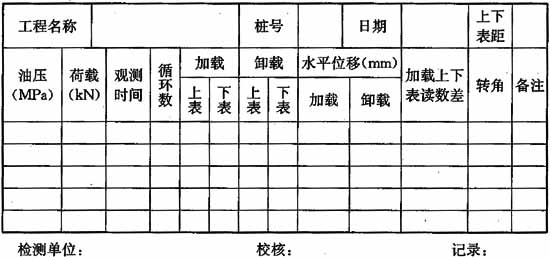 工程名称 桩号 日期 上下表距
油压(MPa) 荷载(kN) 观测时间 循环数 加载 卸载 水平位移(mm) 加载上下表读数差 转角 备注
上表 下表 上表 下表 加载 卸载
检测单位： 校核： 记录：